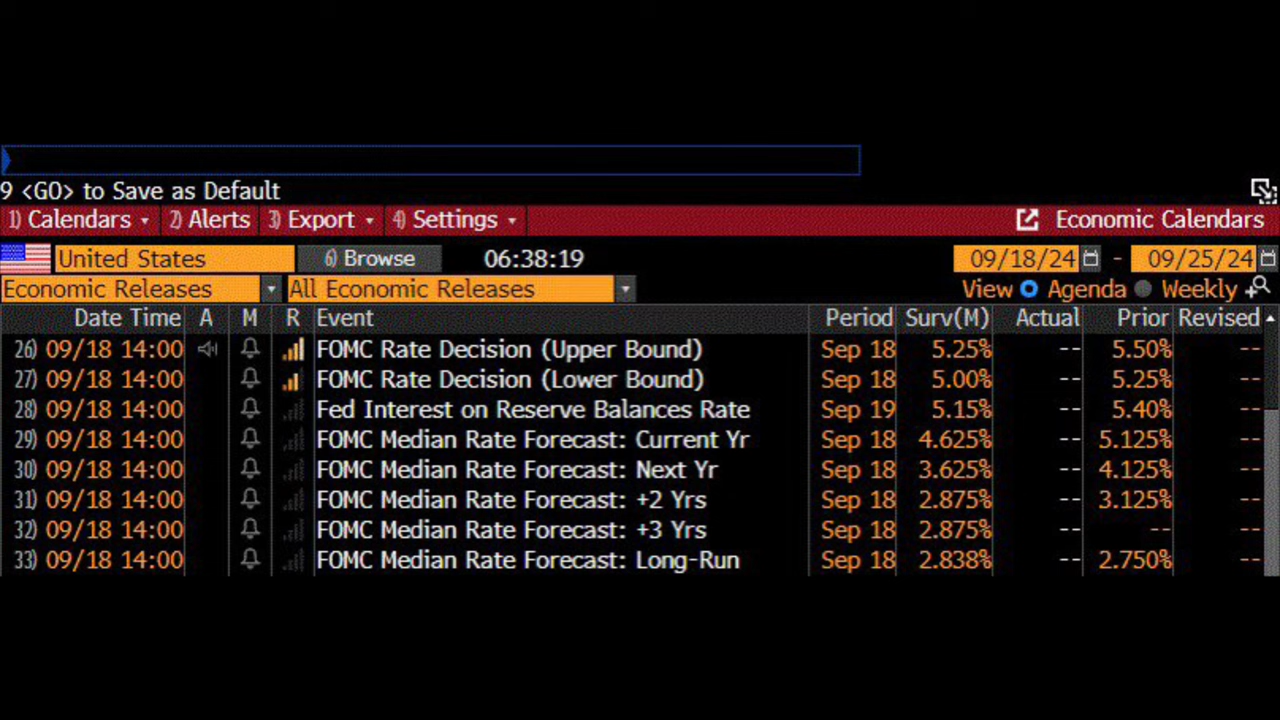 9 <GO> to Save as Default
1) Calendars 2) Alerts 3) Export 4) Settings Economic Calendars
United States 6) Browse 06:38:19 09/18/24 - 09/25/24
Economic Releases All Economic Releases View Agenda Weekly
Date Time A M R Event Period Surv(M) Actual Prior Revised
26) 09/18 14:00 FOMC Rate Decision (Upper Bound) Sep 18 5.25% -- 5.50% --
27) 09/18 14:00 FOMC Rate Decision (Lower Bound) Sep 18 5.00% -- 5.25% --
28) 09/18 14:00 Fed Interest on Reserve Balances Rate Sep 19 5.15% -- 5.40% --
29) 09/18 14:00 FOMC Median Rate Forecast: Current Yr Sep 18 4.625% -- 5.125% --
30) 09/18 14:00 FOMC Median Rate Forecast: Next Yr Sep 18 3.625% -- 4.125% --
31) 09/18 14:00 FOMC Median Rate Forecast: +2 Yrs Sep 18 2.875% -- 3.125% --
32) 09/18 14:00 FOMC Median Rate Forecast: +3 Yrs Sep 18 2.875% -- -- --
33) 09/18 14:00 FOMC Median Rate Forecast: Long-Run Sep 18 2.838% -- 2.750% --